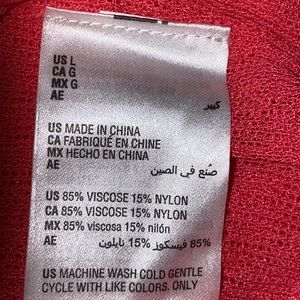 US L
CA G
MX G
AE كبير
US MADE IN CHINA
CA FABRIQUÉ EN CHINE
MX HECHO EN CHINA
AE صُنع في الصين
US 85% VISCOSE 15% NYLON
CA 85% VISCOSE 15% NYLON
MX 85% viscosa 15% nilón
AE 85% فيسكوز 15% نايلون
US MACHINE WASH COLD GENTLE
CYCLE WITH LIKE COLORS. ONLY